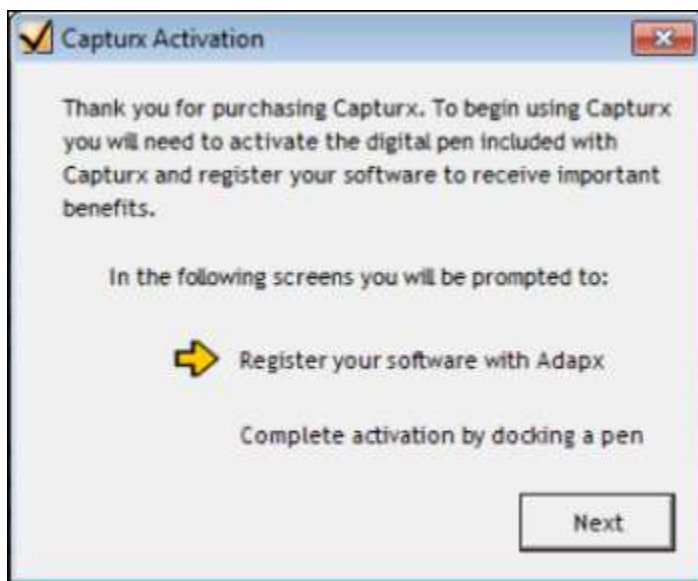 Capturx Activation
Thank you for purchasing Capturx. To begin using Capturx
you will need to activate the digital pen included with
Capturx and register your software to receive important
benefits.
In the following screens you will be prompted to:
Register your software with Adapx
Complete activation by docking a pen
Next